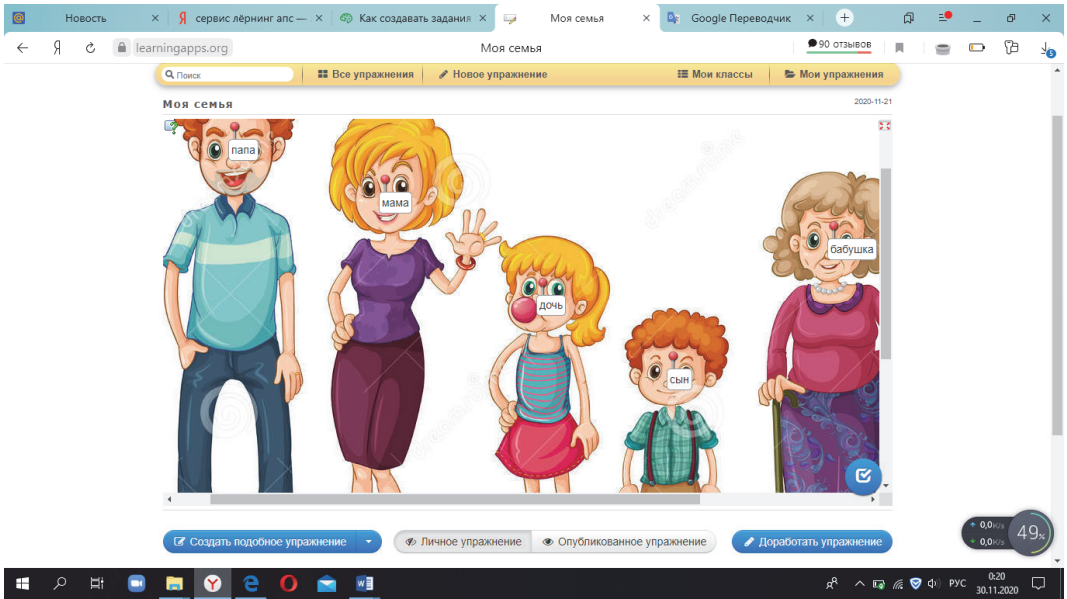 Новость
сервис лёрнинг апс —
Как создавать задания
Моя семья
Google Переводчик
learningapps.org
Моя семья
90 отзывов
Поиск
Все упражнения
Новое упражнение
Мои классы
Мои упражнения
Моя семья
2020-11-21
папа
мама
бабушка
дочь
сын
Создать подобное упражнение
Личное упражнение
Опубликованное упражнение
Доработать упражнение
0,0 K/s
0,0 K/s
49%
РУС
0:20
30.11.2020